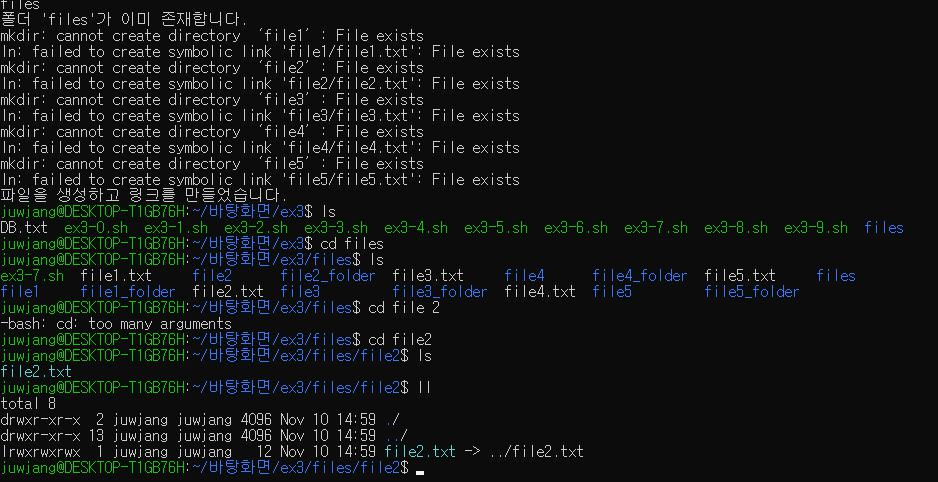 files
폴더 'files'가 이미 존재합니다.
mkdir: cannot create directory ‘file1’: File exists
ln: failed to create symbolic link 'file1/file1.txt': File exists
mkdir: cannot create directory ‘file2’: File exists
ln: failed to create symbolic link 'file2/file2.txt': File exists
mkdir: cannot create directory ‘file3’: File exists
ln: failed to create symbolic link 'file3/file3.txt': File exists
mkdir: cannot create directory ‘file4’: File exists
ln: failed to create symbolic link 'file4/file4.txt': File exists
mkdir: cannot create directory ‘file5’: File exists
ln: failed to create symbolic link 'file5/file5.txt': File exists
파일을 생성하고 링크를 만들었습니다.
juwjang@DESKTOP-T1GB76H:~/바탕화면/ex3$ ls
DB.txt ex3-0.sh ex3-1.sh ex3-2.sh ex3-3.sh ex3-4.sh ex3-5.sh ex3-6.sh ex3-7.sh ex3-8.sh ex3-9.sh files
juwjang@DESKTOP-T1GB76H:~/바탕화면/ex3$ cd files
juwjang@DESKTOP-T1GB76H:~/바탕화면/ex3/files$ ls
ex3-7.sh file1.txt file2 file2_folder file3.txt file4 file4_folder file5.txt files
file1 file1_folder file2.txt file3 file3_folder file4.txt file5 file5_folder
juwjang@DESKTOP-T1GB76H:~/바탕화면/ex3/files$ cd file 2
-bash: cd: too many arguments
juwjang@DESKTOP-T1GB76H:~/바탕화면/ex3/files$ cd file2
juwjang@DESKTOP-T1GB76H:~/바탕화면/ex3/files/file2$ ls
file2.txt
juwjang@DESKTOP-T1GB76H:~/바탕화면/ex3/files/file2$ ll
total 8
drwxr-xr-x 2 juwjang juwjang 4096 Nov 10 14:59 ./
drwxr-xr-x 13 juwjang juwjang 4096 Nov 10 14:59 ../
lrwxrwxrwx 1 juwjang juwjang 12 Nov 10 14:59 file2.txt -> ../file2.txt
juwjang@DESKTOP-T1GB76H:~/바탕화면/ex3/files/file2$